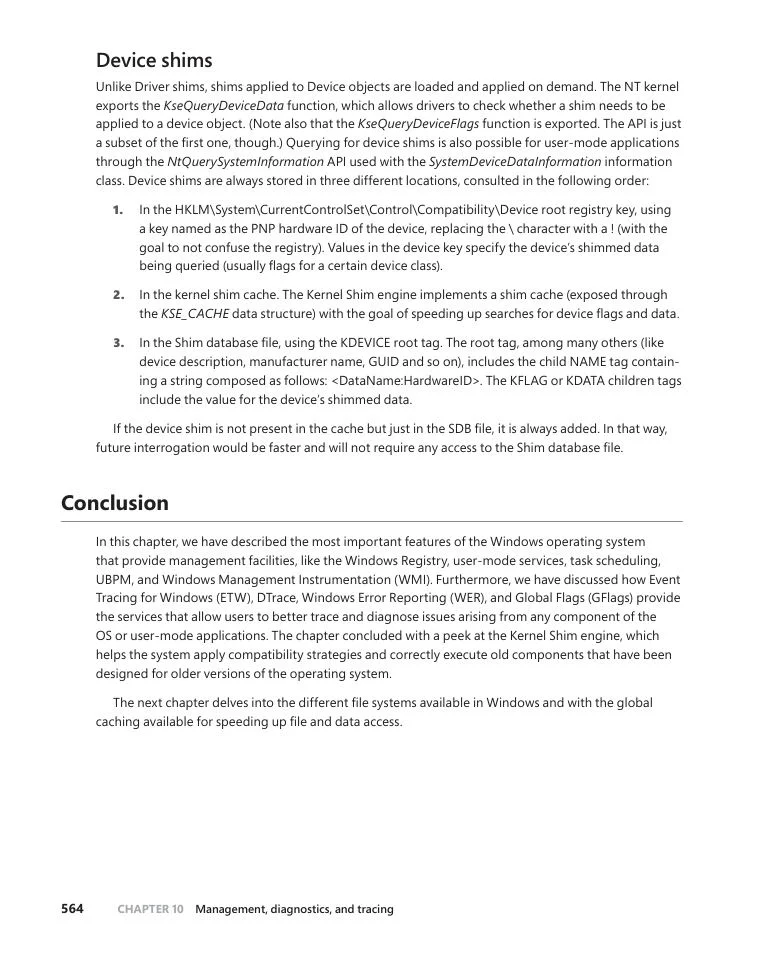 Device shims
Unlike Driver shims, shims applied to Device objects are loaded and applied on demand. The NT kernel
exports the KseQueryDeviceData function, which allows drivers to check whether a shim needs to be
applied to a device object. (Note also that the KseQueryDeviceFlags function is exported. The API is just
a subset of the first one, though.) Querying for device shims is also possible for user-mode applications
through the NtQuerySystemInformation API used with the SystemDeviceDataInformation information
class. Device shims are always stored in three different locations, consulted in the following order:
1. In the HKLM\System\CurrentControlSet\Control\Compatibility\Device root registry key, using
a key named as the PNP hardware ID of the device, replacing the \ character with a ! (with the
goal to not confuse the registry). Values in the device key specify the device’s shimmed data
being queried (usually flags for a certain device class).
2. In the kernel shim cache. The Kernel Shim engine implements a shim cache (exposed through
the KSE_CACHE data structure) with the goal of speeding up searches for device flags and data.
3. In the Shim database file, using the KDEVICE root tag. The root tag, among many others (like
device description, manufacturer name, GUID and so on), includes the child NAME tag contain-
ing a string composed as follows: <DataName:HardwareID>. The KFLAG or KDATA children tags
include the value for the device’s shimmed data.
If the device shim is not present in the cache but just in the SDB file, it is always added. In that way,
future interrogation would be faster and will not require any access to the Shim database file.
Conclusion
In this chapter, we have described the most important features of the Windows operating system
that provide management facilities, like the Windows Registry, user-mode services, task scheduling,
UBPM, and Windows Management Instrumentation (WMI). Furthermore, we have discussed how Event
Tracing for Windows (ETW), DTrace, Windows Error Reporting (WER), and Global Flags (GFlags) provide
the services that allow users to better trace and diagnose issues arising from any component of the
OS or user-mode applications. The chapter concluded with a peek at the Kernel Shim engine, which
helps the system apply compatibility strategies and correctly execute old components that have been
designed for older versions of the operating system.
The next chapter delves into the different file systems available in Windows and with the global
caching available for speeding up file and data access.
564 CHAPTER 10 Management, diagnostics, and tracing